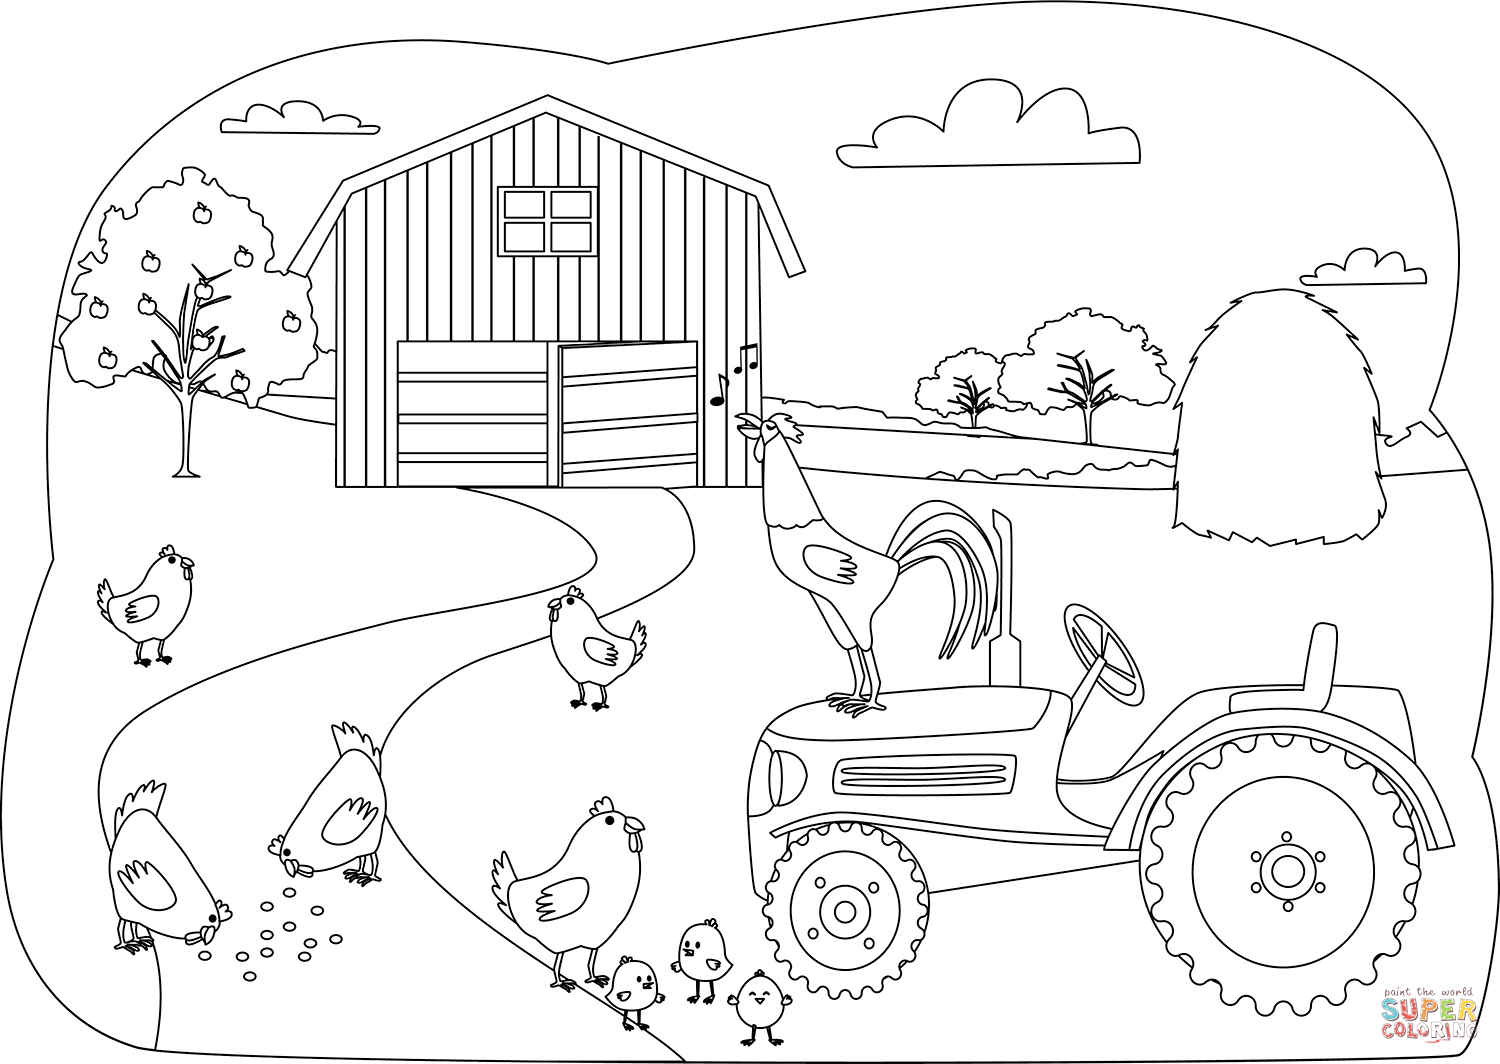 paint the world
SUPER
COLORING